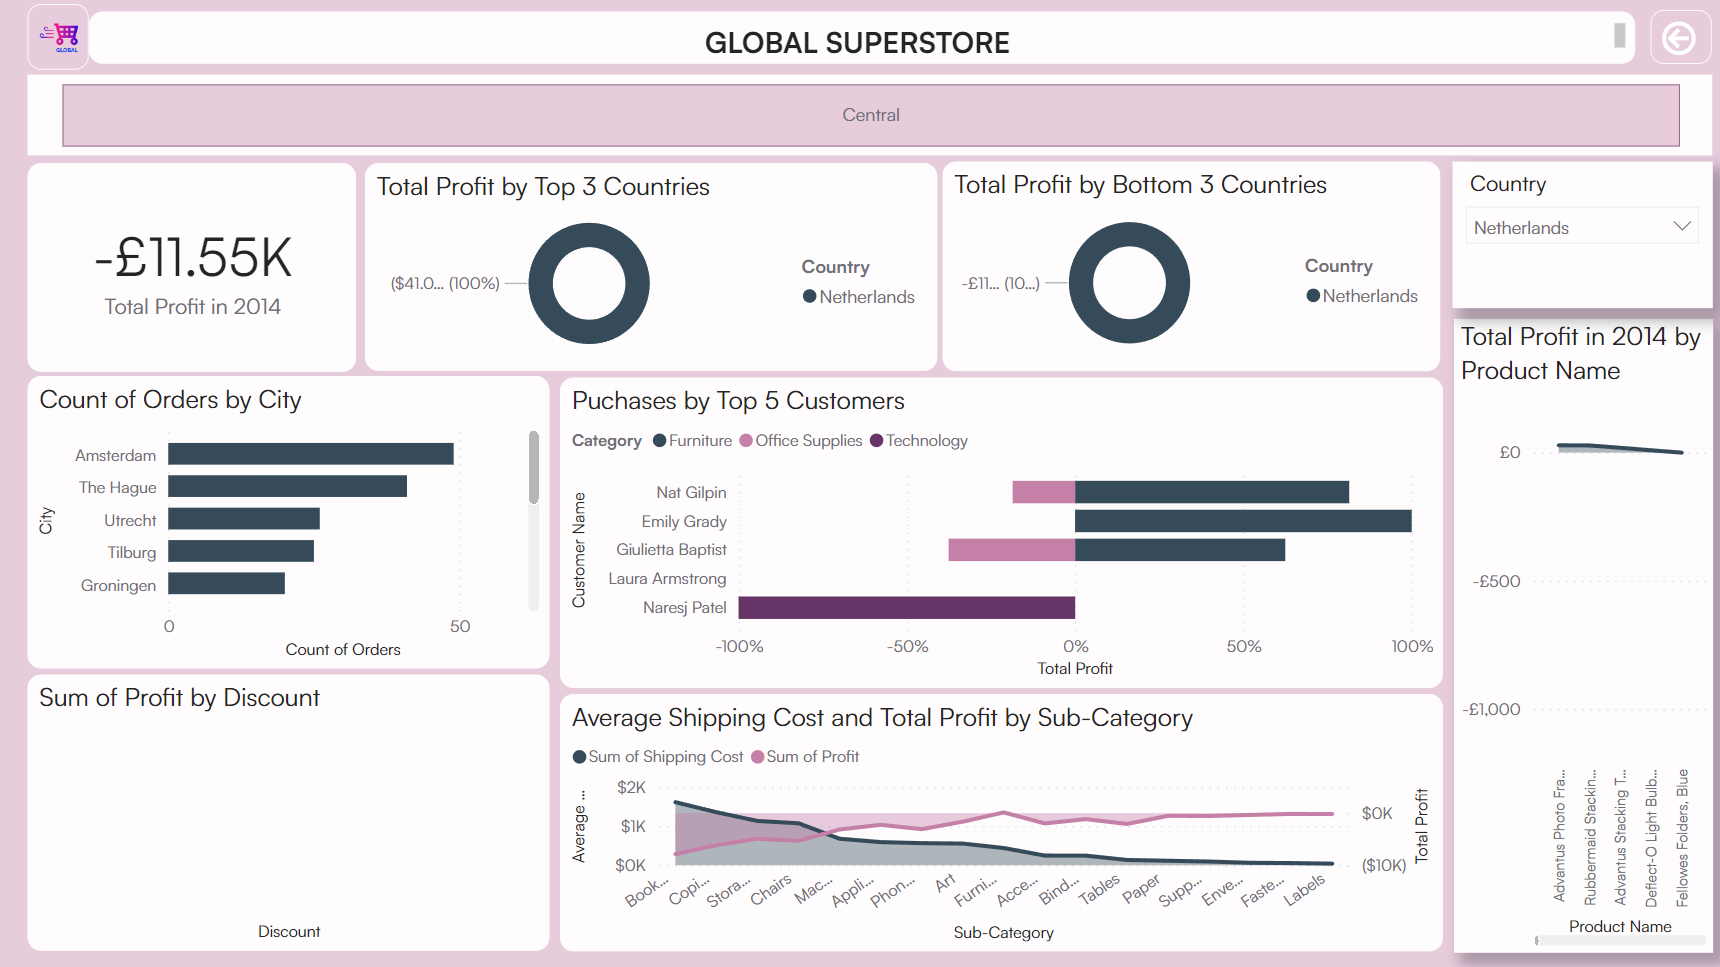 GLOBAL
GLOBAL SUPERSTORE
Central
-£11.55K
Total Profit in 2014
Total Profit by Top 3 Countries
($41.0... (100%)
Country
Netherlands
Total Profit by Bottom 3 Countries
-£11... (10...)
Country
Netherlands
Country
Netherlands
Count of Orders by City
City
Amsterdam
The Hague
Utrecht
Tilburg
Groningen
0 50
Count of Orders
Puchases by Top 5 Customers
Category Furniture Office Supplies Technology
Customer Name
Nat Gilpin
Emily Grady
Giulietta Baptist
Laura Armstrong
Naresj Patel
-100% -50% 0% 50% 100%
Total Profit
Total Profit in 2014 by
Product Name
£0
-£500
-£1,000
Advantus Photo Fra...
Rubbermaid Stackin...
Advantus Stacking T...
Deflect-O Light Bulb...
Fellowes Folders, Blue
Product Name
Sum of Profit by Discount
Discount
Average Shipping Cost and Total Profit by Sub-Category
Sum of Shipping Cost Sum of Profit
Average ...
$2K
$1K
$0K
$0K
($10K)
Total Profit
Book... Copi... Stora... Chairs Mac... Appli... Phon... Art Furni... Acce... Bind... Tables Paper Supp... Enve... Faste... Labels
Sub-Category